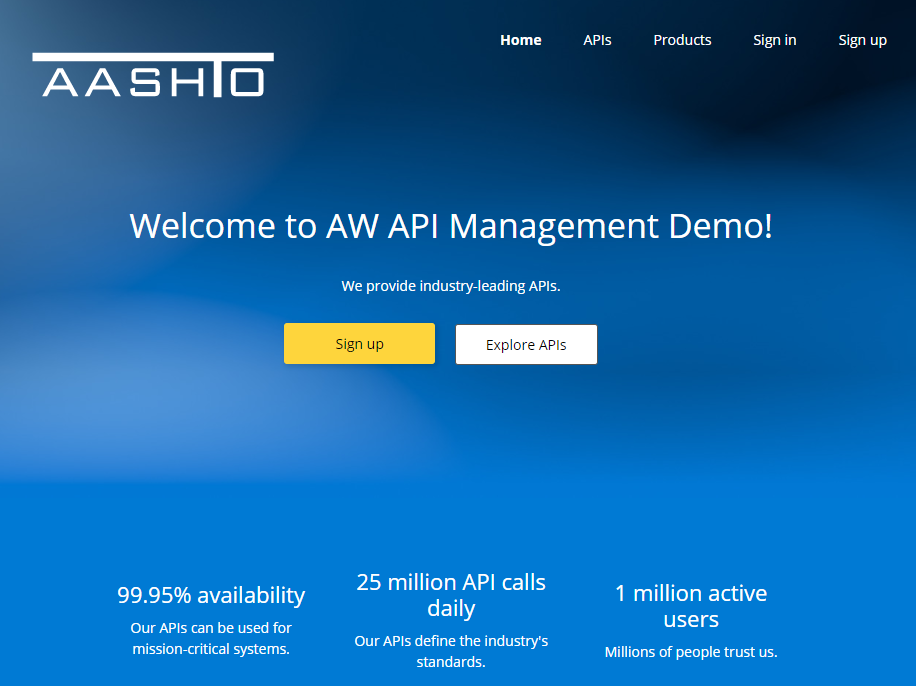 Home APIs Products Sign in Sign up
AASHTO
Welcome to AW API Management Demo!
We provide industry-leading APIs.
Sign up
Explore APIs
99.95% availability
Our APIs can be used for
mission-critical systems.
25 million API calls
daily
Our APIs define the industry's
standards.
1 million active
users
Millions of people trust us.